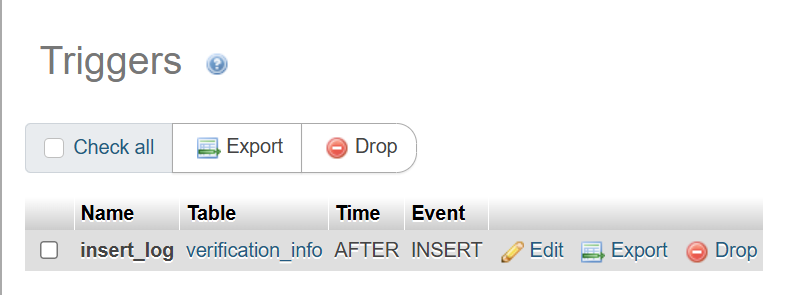 Triggers
Check all Export Drop
Name Table Time Event
insert_log verification_info AFTER INSERT Edit Export Drop